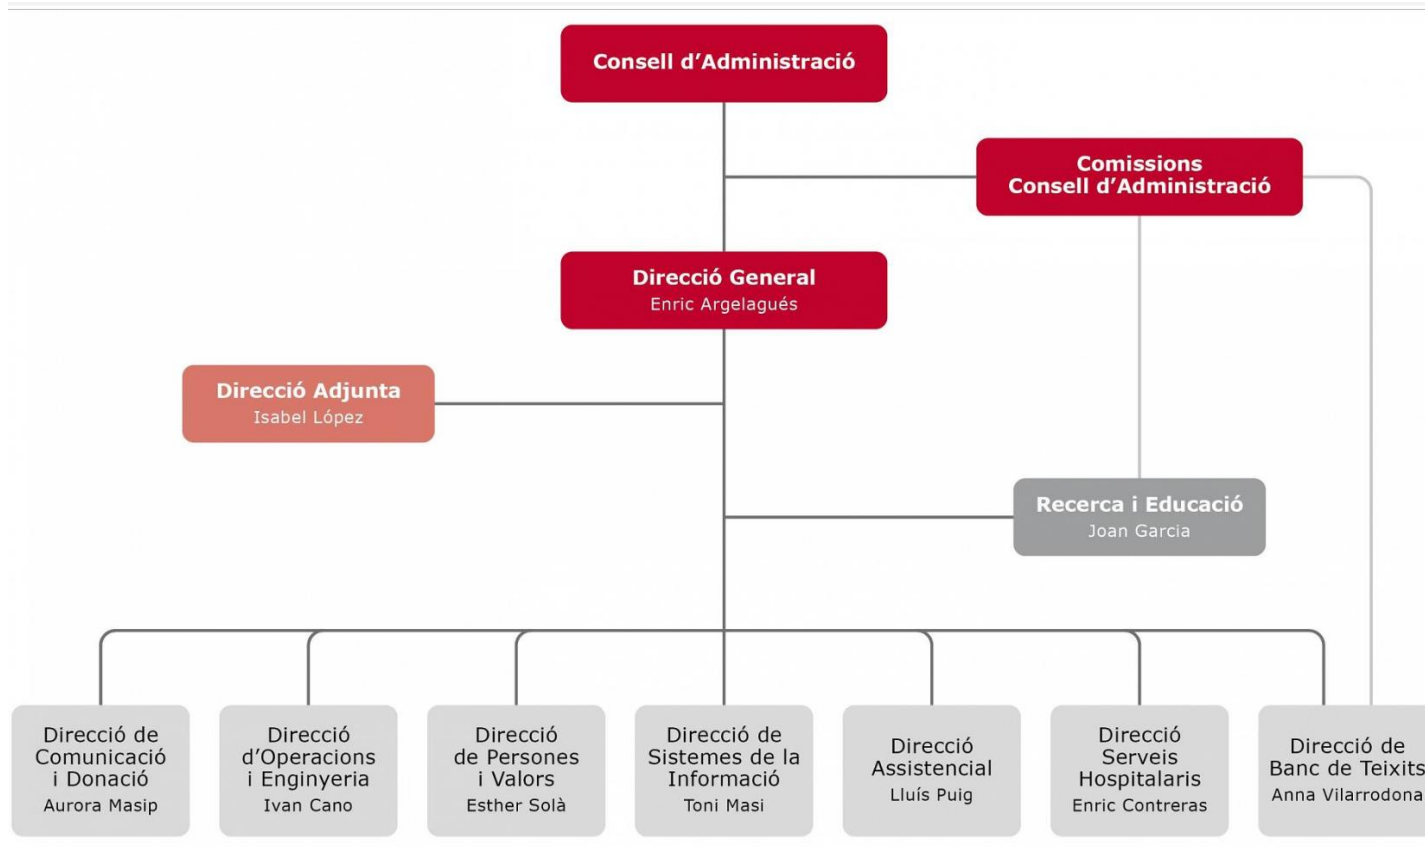 Consell d’Administració
Comissions
Consell d’Administració
Direcció General
Enric Argelagués
Direcció Adjunta
Isabel López
Recerca i Educació
Joan Garcia
Direcció de
Comunicació
i Donació
Aurora Masip
Direcció
d’Operacions
i Enginyeria
Ivan Cano
Direcció
de Persones
i Valors
Esther Solà
Direcció de
Sistemes de la
Informació
Toni Masi
Direcció
Assistencial
Lluís Puig
Direcció
Serveis
Hospitalaris
Enric Contreras
Direcció de
Banc de Teixits
Anna Vilarrodona